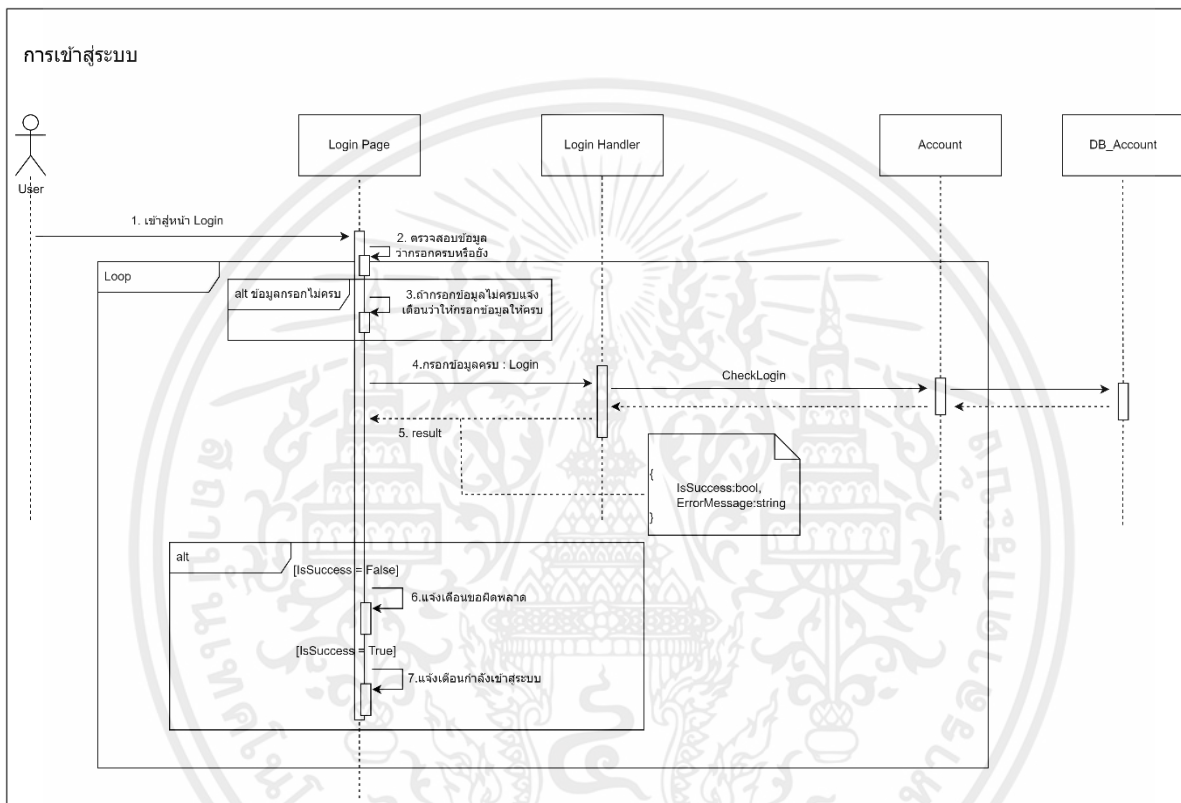 การเข้าสู่ระบบ
User
Login Page
Login Handler
Account
DB_Account
1. เข้าสู่หน้า Login
2. ตรวจสอบข้อมูล
ว่ากรอกครบหรือยัง
Loop
alt ข้อมูลกรอกไม่ครบ
3.ถ้ากรอกข้อมูลไม่ครบแจ้ง
เตือนว่าให้กรอกข้อมูลให้ครบ
4.กรอกข้อมูลครบ : Login
CheckLogin
5. result
{
IsSuccess:bool,
ErrorMessage:string
}
alt
[IsSuccess = False]
6.แจ้งเตือนขอผิดพลาด
[IsSuccess = True]
7.แจ้งเตือนกำลังเข้าสู่ระบบ